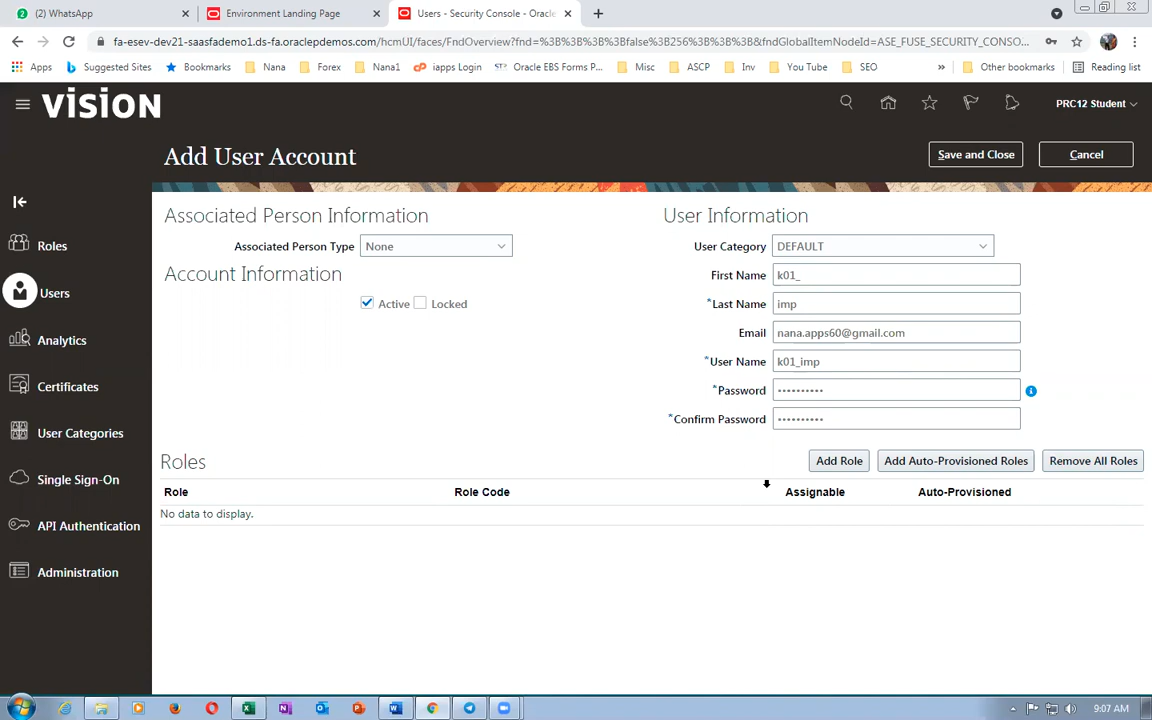 (2) WhatsApp
Environment Landing Page
Users - Security Console - Oracle
fa-esev-dev21-saasfademo1.ds-fa.oraclepdemos.com/hcmUI/faces/FndOverview?fnd=%3B%3B%3B%3Bfalse%3B256%3B%3B%3B&fndGlobalItemNodeId=ASE_FUSE_SECURITY_CONSO...
Apps Suggested Sites Bookmarks Nana Forex Nana1 iapps Login Oracle EBS Forms P... Misc ASCP Inv You Tube SEO » Other bookmarks Reading list
vision
PRC12 Student
Add User Account
Save and Close
Cancel
Roles
Users
Analytics
Certificates
User Categories
Single Sign-On
API Authentication
Administration
Associated Person Information
Associated Person Type None
Account Information
Active Locked
User Information
User Category DEFAULT
First Name k01_
*Last Name imp
Email nana.apps60@gmail.com
*User Name k01_imp
*Password ••••••••••
*Confirm Password ••••••••••
Roles
Add Role Add Auto-Provisioned Roles Remove All Roles
Role Role Code Assignable Auto-Provisioned
No data to display.
9:07 AM